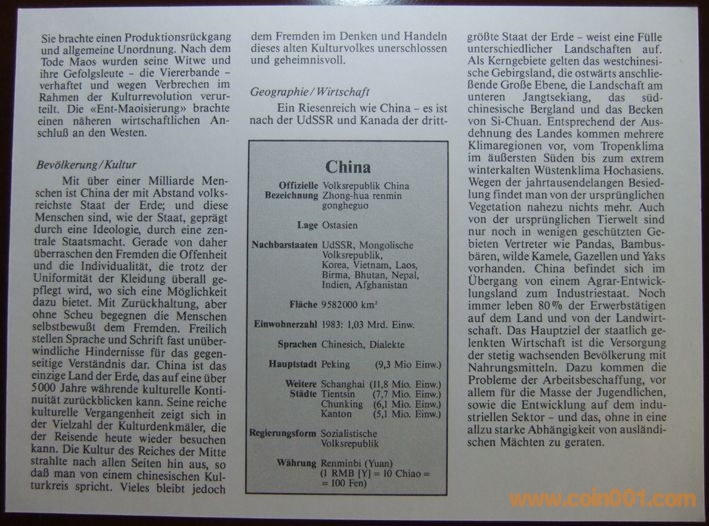 Sie brachte einen Produktionsrückgang
und allgemeine Unordnung. Nach dem
Tode Maos wurden seine Witwe und
ihre Gefolgsleute – die Viererbande –
verhaftet und wegen Verbrechen im
Rahmen der Kulturrevolution verur-
teilt. Die «Ent-Maoisierung» brachte
einen näheren wirtschaftlichen An-
schluß an den Westen.
Bevölkerung/Kultur
Mit über einer Milliarde Men-
schen ist China der mit Abstand volks-
reichste Staat der Erde; und diese
Menschen sind, wie der Staat, geprägt
durch eine Ideologie, durch eine zen-
trale Staatsmacht. Gerade von daher
überraschen den Fremden die Offenheit
und die Individualität, die trotz der
Uniformität der Kleidung überall ge-
pflegt wird, wo sich eine Möglichkeit
dazu bietet. Mit Zurückhaltung, aber
ohne Scheu begegnen die Menschen
selbstbewußt dem Fremden. Freilich
stellen Sprache und Schrift fast unüber-
windliche Hindernisse für das gegen-
seitige Verständnis dar. China ist das
einzige Land der Erde, das auf eine über
5000 Jahre während kulturelle Konti-
nuität zurückblicken kann. Seine reiche
kulturelle Vergangenheit zeigt sich in
der Vielzahl der Kulturdenkmäler, die
der Reisende heute wieder besuchen
kann. Die Kultur des Reiches der Mitte
strahlte nach allen Seiten hin aus, so
daß man von einem chinesischen Kul-
turkreis spricht. Vieles bleibt jedoch
dem Fremden im Denken und Handeln
dieses alten Kulturvolkes unerschlossen
und geheimnisvoll.
Geographie/Wirtschaft
Ein Riesenreich wie China – es ist
nach der UdSSR und Kanada der dritt-
China
Offizielle Volksrepublik China
Bezeichnung Zhong-hua renmin
gongheguo
Lage Ostasien
Nachbarstaaten UdSSR, Mongolische
Volksrepublik,
Korea, Vietnam, Laos,
Birma, Bhutan, Nepal,
Indien, Afghanistan
Fläche 9582000 km²
Einwohnerzahl 1983: 1,03 Mrd. Einw.
Sprachen Chinesich, Dialekte
Hauptstadt Peking (9,3 Mio Einw.)
Weitere Schanghai (11,8 Mio. Einw.)
Städte Tientsin (7,7 Mio. Einw.)
Chunking (6,1 Mio. Einw.)
Kanton (5,1 Mio. Einw.)
Regierungsform Sozialistische
Volksrepublik
Währung Renminbi (Yuan)
(1 RMB [Y] = 10 Chiao =
= 100 Fen)
größte Staat der Erde – weist eine Fülle
unterschiedlicher Landschaften auf.
Als Kerngebiete gelten das westchinesi-
sche Gebirgsland, die ostwärts anschlie-
ßende Große Ebene, die Landschaft am
unteren Jangtsekiang, das süd-
chinesische Bergland und das Becken
von Si-Chuan. Entsprechend der Aus-
dehnung des Landes kommen mehrere
Klimaregionen vor, vom Tropenklima
im äußersten Süden bis zum extrem
winterkalten Wüstenklima Hochasiens.
Wegen der jahrtausendelangen Besied-
lung findet man von der ursprünglichen
Vegetation nahezu nichts mehr. Auch
von der ursprünglichen Tierwelt sind
nur noch in wenigen geschützten Ge-
bieten Vertreter wie Pandas, Bambus-
bären, wilde Kamele, Gazellen und Yaks
vorhanden. China befindet sich im
Übergang von einem Agrar-Entwick-
lungsland zum Industriestaat. Noch
immer leben 80% der Erwerbstätigen
auf dem Land und von der Landwirt-
schaft. Das Hauptziel der staatlich ge-
lenkten Wirtschaft ist die Versorgung
der stetig wachsenden Bevölkerung mit
Nahrungsmitteln. Dazu kommen die
Probleme der Arbeitsbeschaffung, vor
allem für die Masse der Jugendlichen,
sowie die Entwicklung auf dem indu-
striellen Sektor – und das, ohne in eine
allzu starke Abhängigkeit von ausländi-
schen Mächten zu geraten.
www.coin001.com